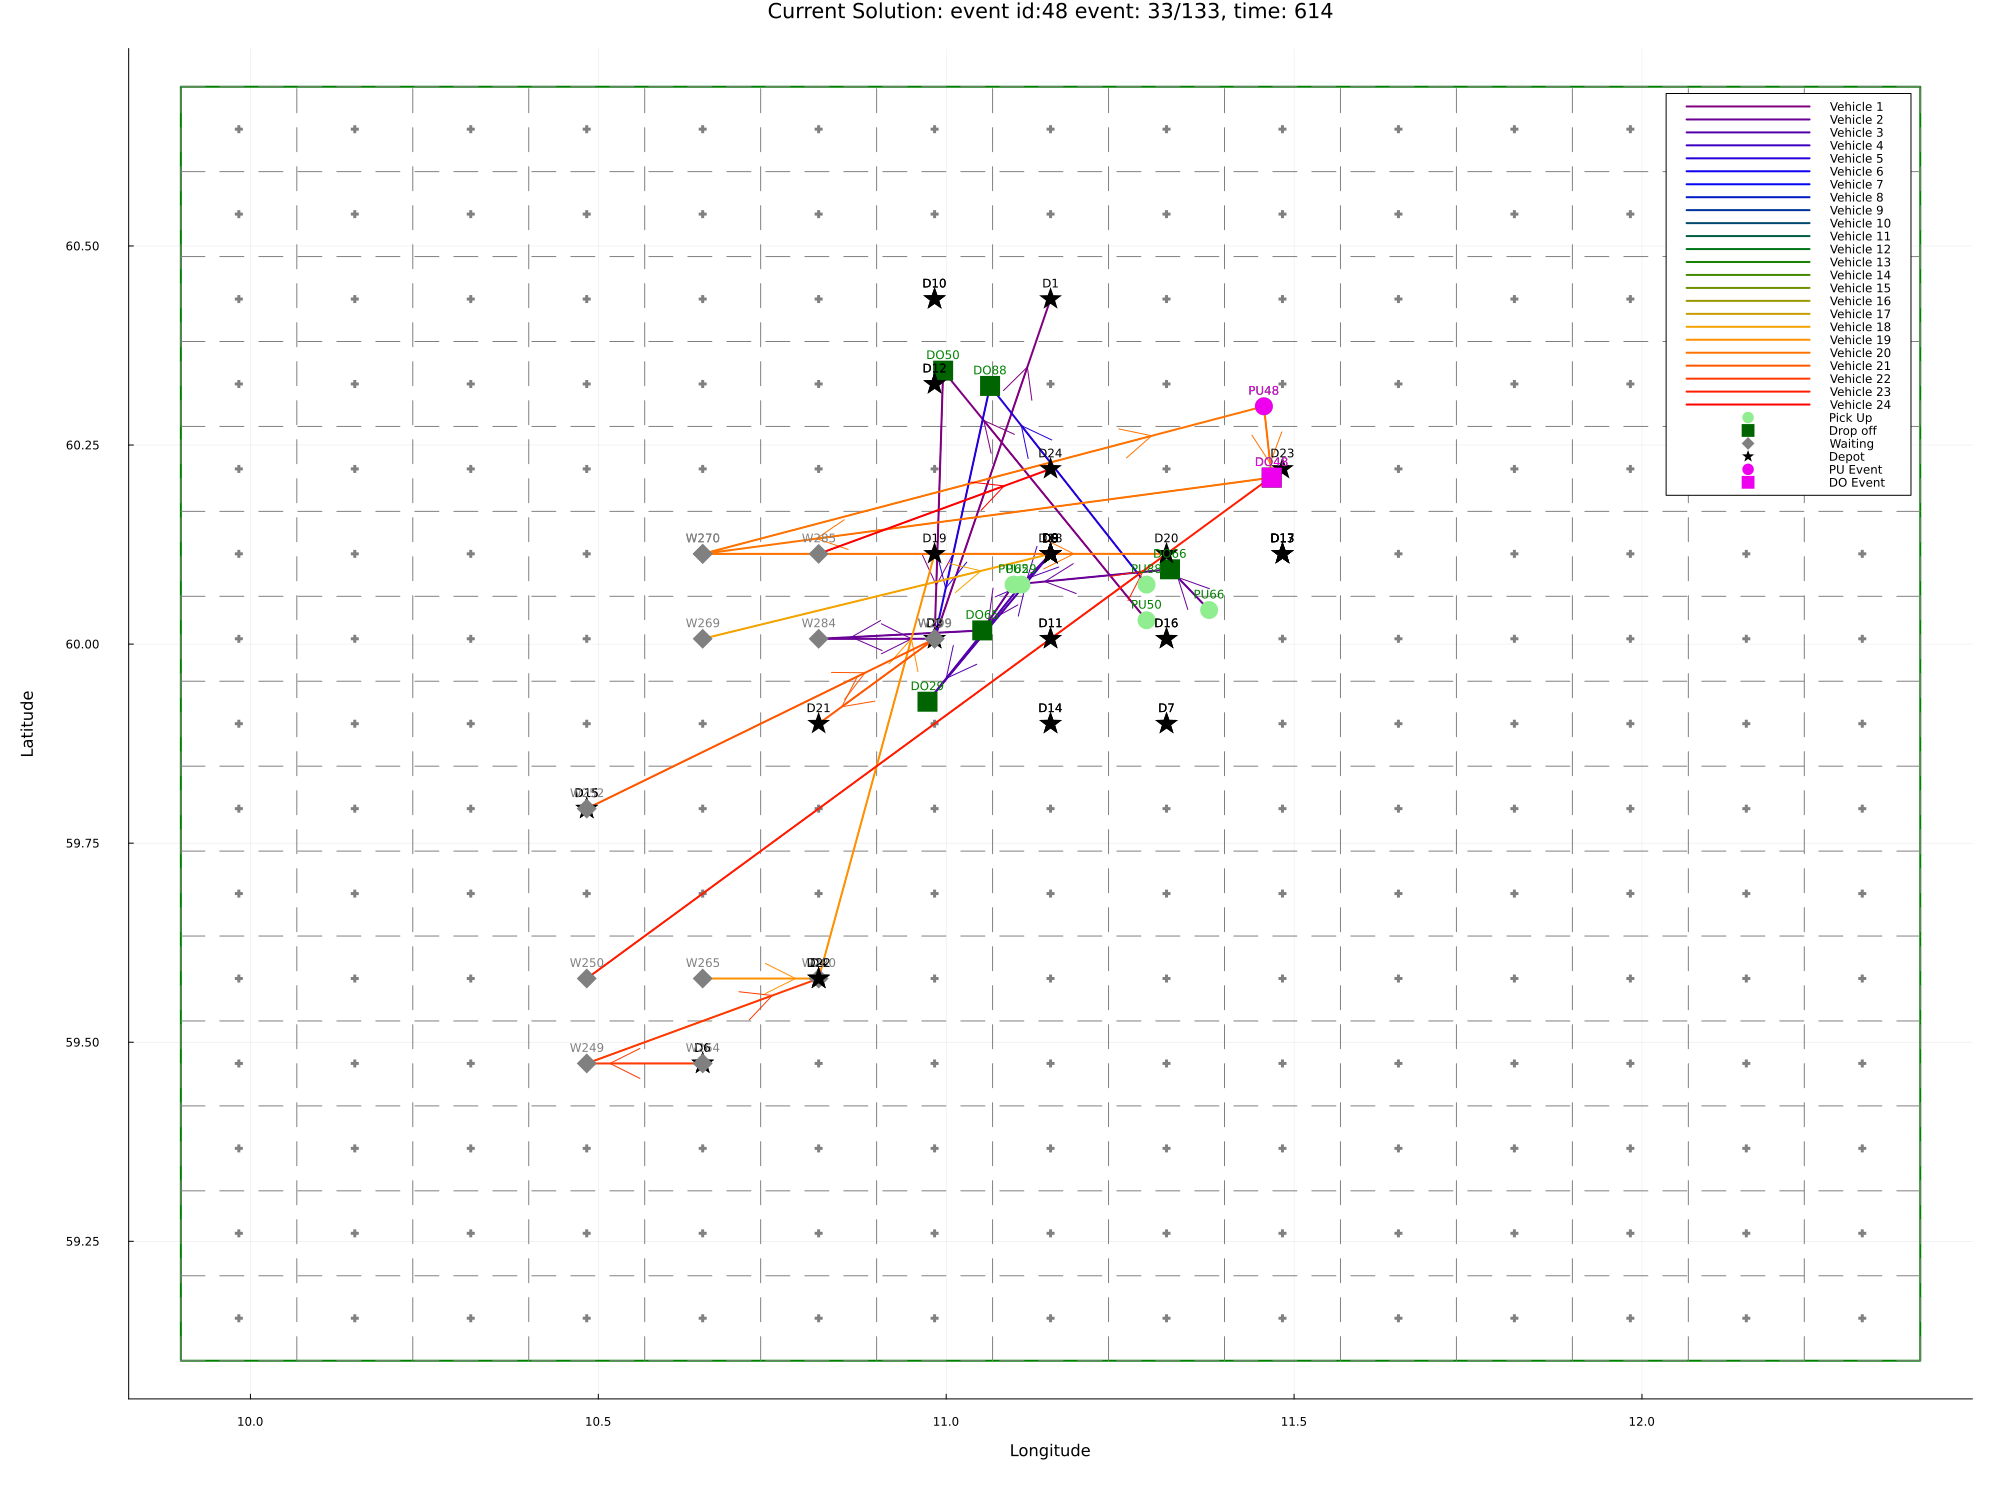 Current Solution: event id:48 event: 33/133, time: 614
Vehicle 1
Vehicle 2
Vehicle 3
Vehicle 4
Vehicle 5
Vehicle 6
Vehicle 7
Vehicle 8
Vehicle 9
Vehicle 10
Vehicle 11
Vehicle 12
Vehicle 13
Vehicle 14
Vehicle 15
Vehicle 16
Vehicle 17
Vehicle 18
Vehicle 19
Vehicle 20
Vehicle 21
Vehicle 22
Vehicle 23
Vehicle 24
Pick Up
Drop off
Waiting
Depot
PU Event
DO Event
60.50
60.25
60.00
59.75
59.50
59.25
Latitude
D10
D1
DO50
D12
DO88
PU48
D24
D23
DO48
W270
W285
D19
D20
D13
DO66
PU88
PU66
PU50
DO65
W269
W284
D11
D16
DO29
D21
D14
D7
D15
W250
W265
D22
W249
D6
10.0
10.5
11.0
11.5
12.0
Longitude